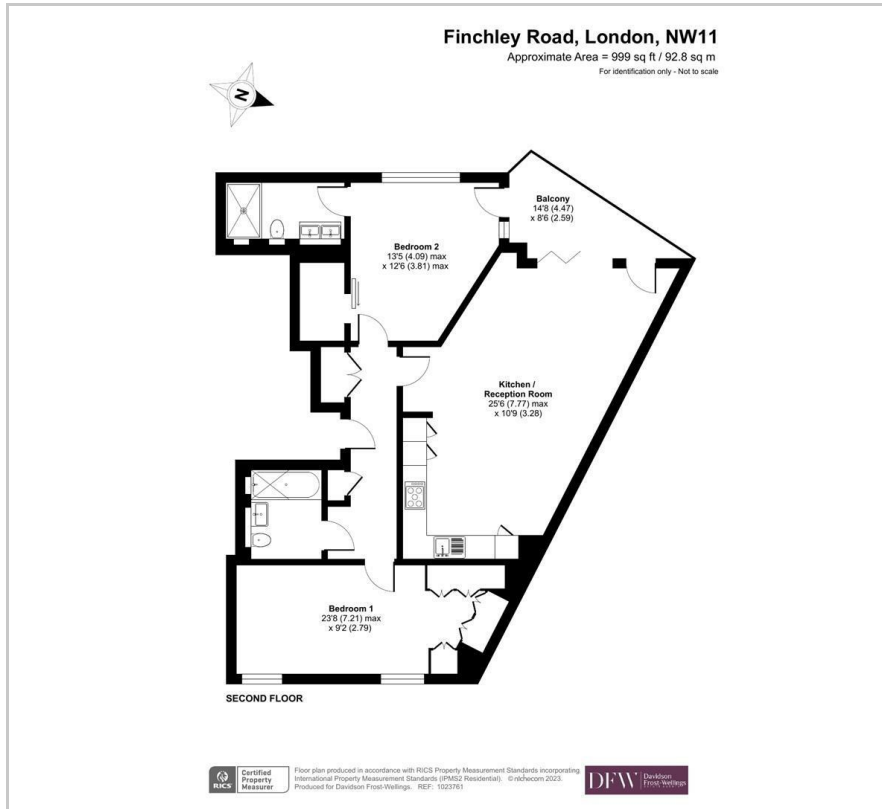 Finchley Road, London, NW11
Approximate Area = 999 sq ft / 92.8 sq m
For identification only - Not to scale
N
Balcony
14'8 (4.47)
x 8'6 (2.59)
Bedroom 2
13'5 (4.09) max
x 12'6 (3.81) max
Kitchen /
Reception Room
25'6 (7.77) max
x 10'9 (3.28)
Bedroom 1
23'8 (7.21) max
x 9'2 (2.79)
SECOND FLOOR
RICS
Certified
Property
Measurer
Floor plan produced in accordance with RICS Property Measurement Standards incorporating
International Property Measurement Standards (IPMS2 Residential). © nlchecom 2023.
Produced for Davidson Frost-Wellings. REF: 1023761
DFW
Davidson
Frost-Wellings